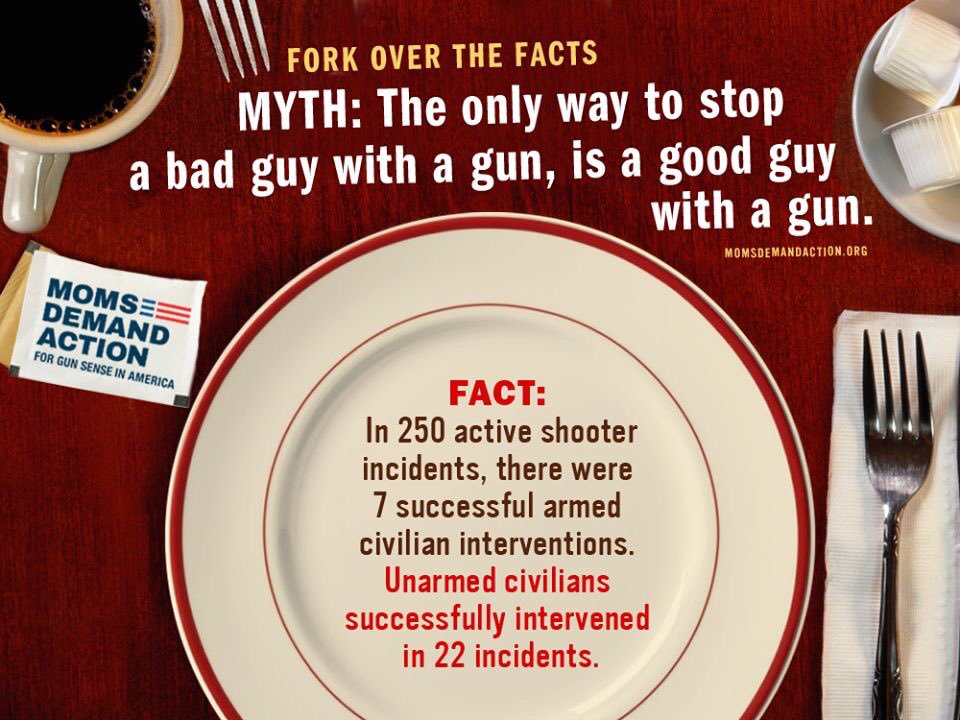 FORK OVER THE FACTS
MYTH: The only way to stop
a bad guy with a gun, is a good guy
with a gun.
MOMSDEMANDACTION.ORG
MOMS
DEMAND
ACTION
FOR GUN SENSE IN AMERICA
FACT:
In 250 active shooter
incidents, there were
7 successful armed
civilian interventions.
Unarmed civilians
successfully intervened
in 22 incidents.